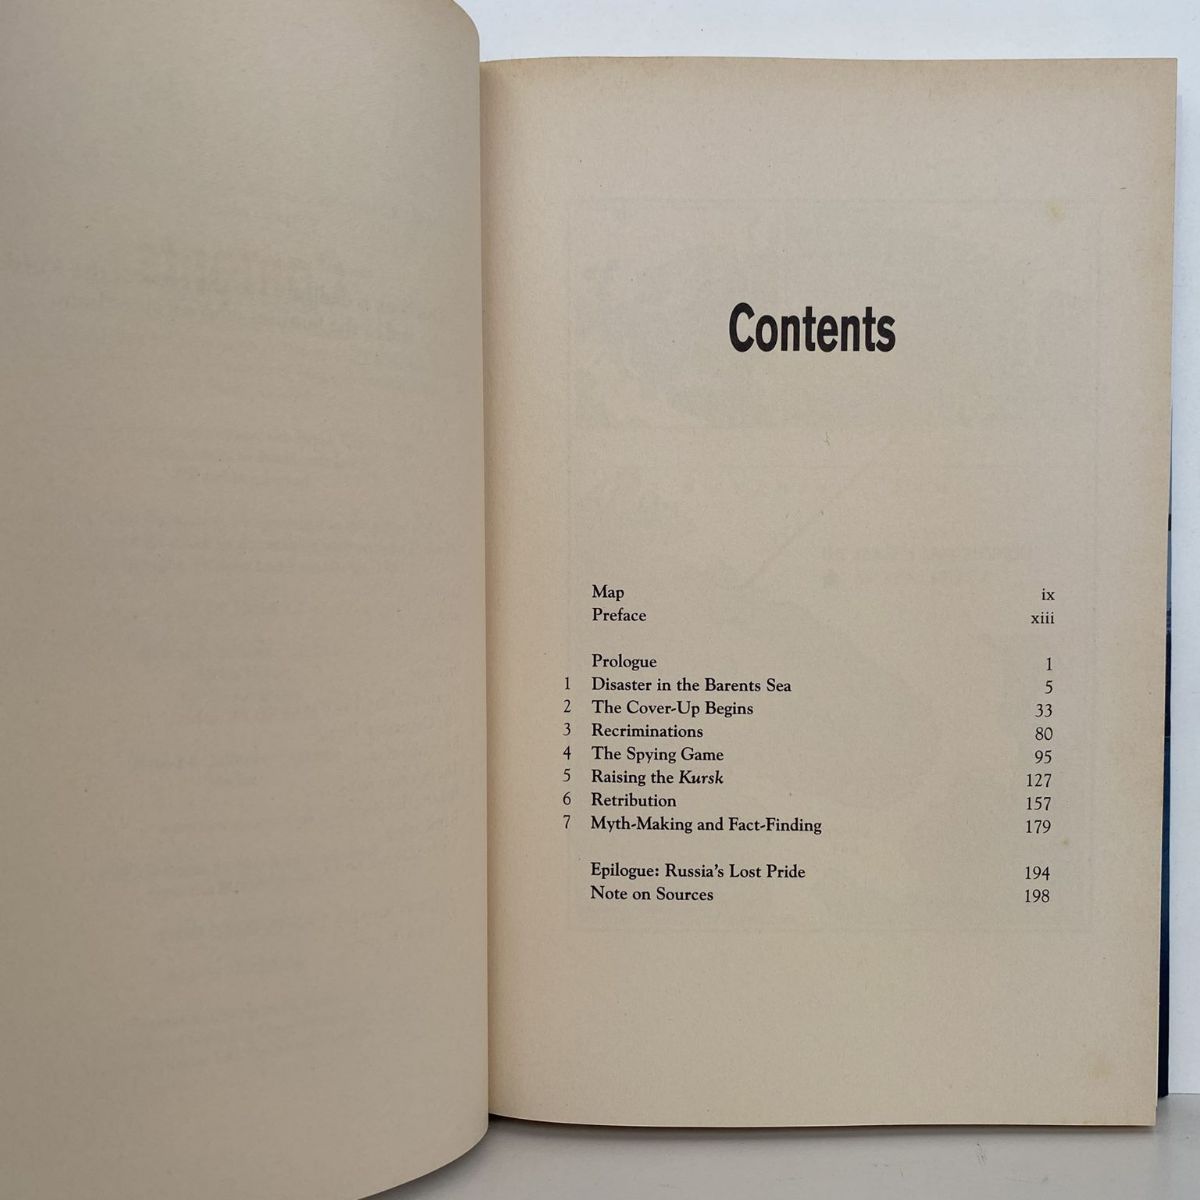 Contents
Map ix
Preface xiii
Prologue 1
1 Disaster in the Barents Sea 5
2 The Cover-Up Begins 33
3 Recriminations 80
4 The Spying Game 95
5 Raising the Kursk 127
6 Retribution 157
7 Myth-Making and Fact-Finding 179
Epilogue: Russia's Lost Pride 194
Note on Sources 198